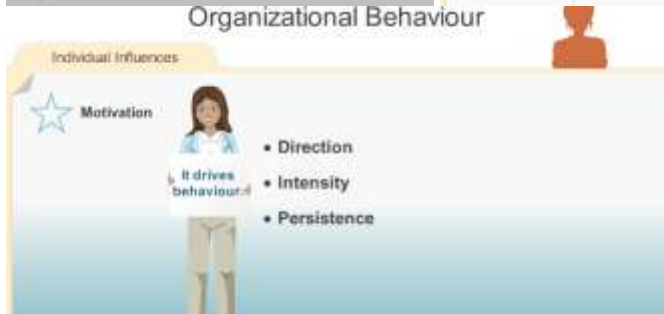 Organizational Behaviour
Individual Influences
Motivation
It drives
behaviour.
• Direction
• Intensity
• Persistence